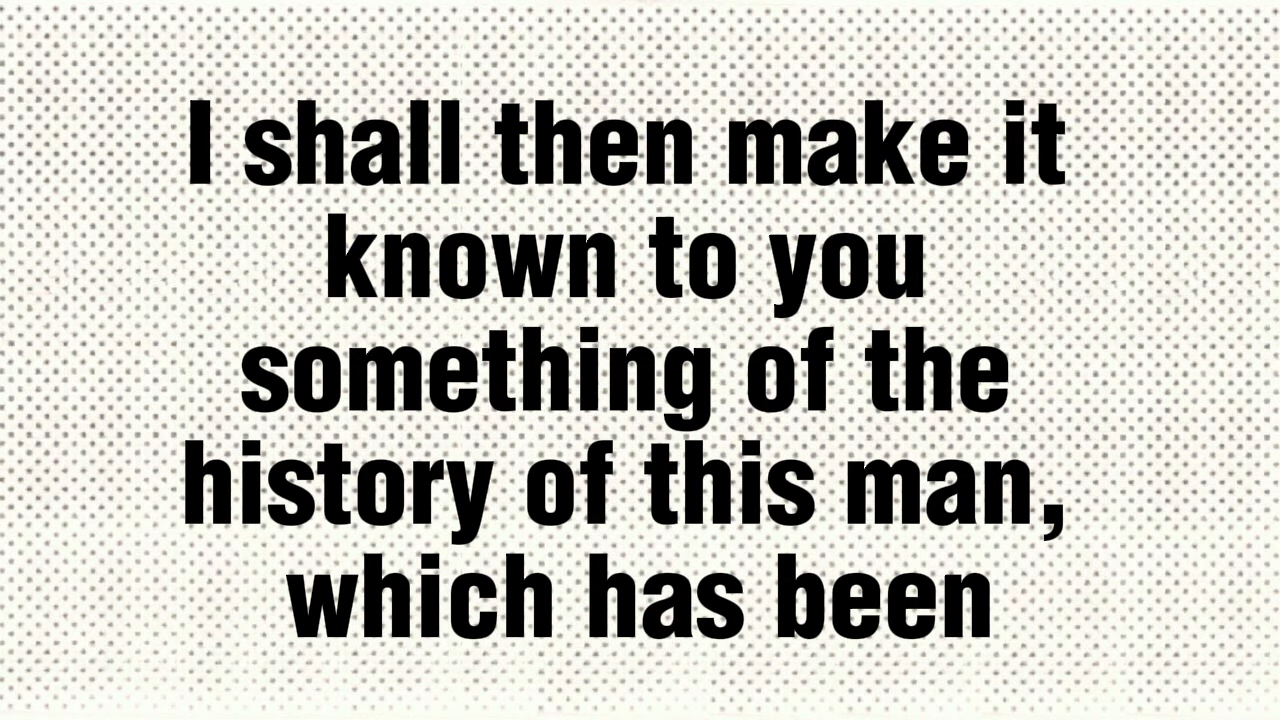 I shall then make it
known to you
something of the
history of this man,
which has been